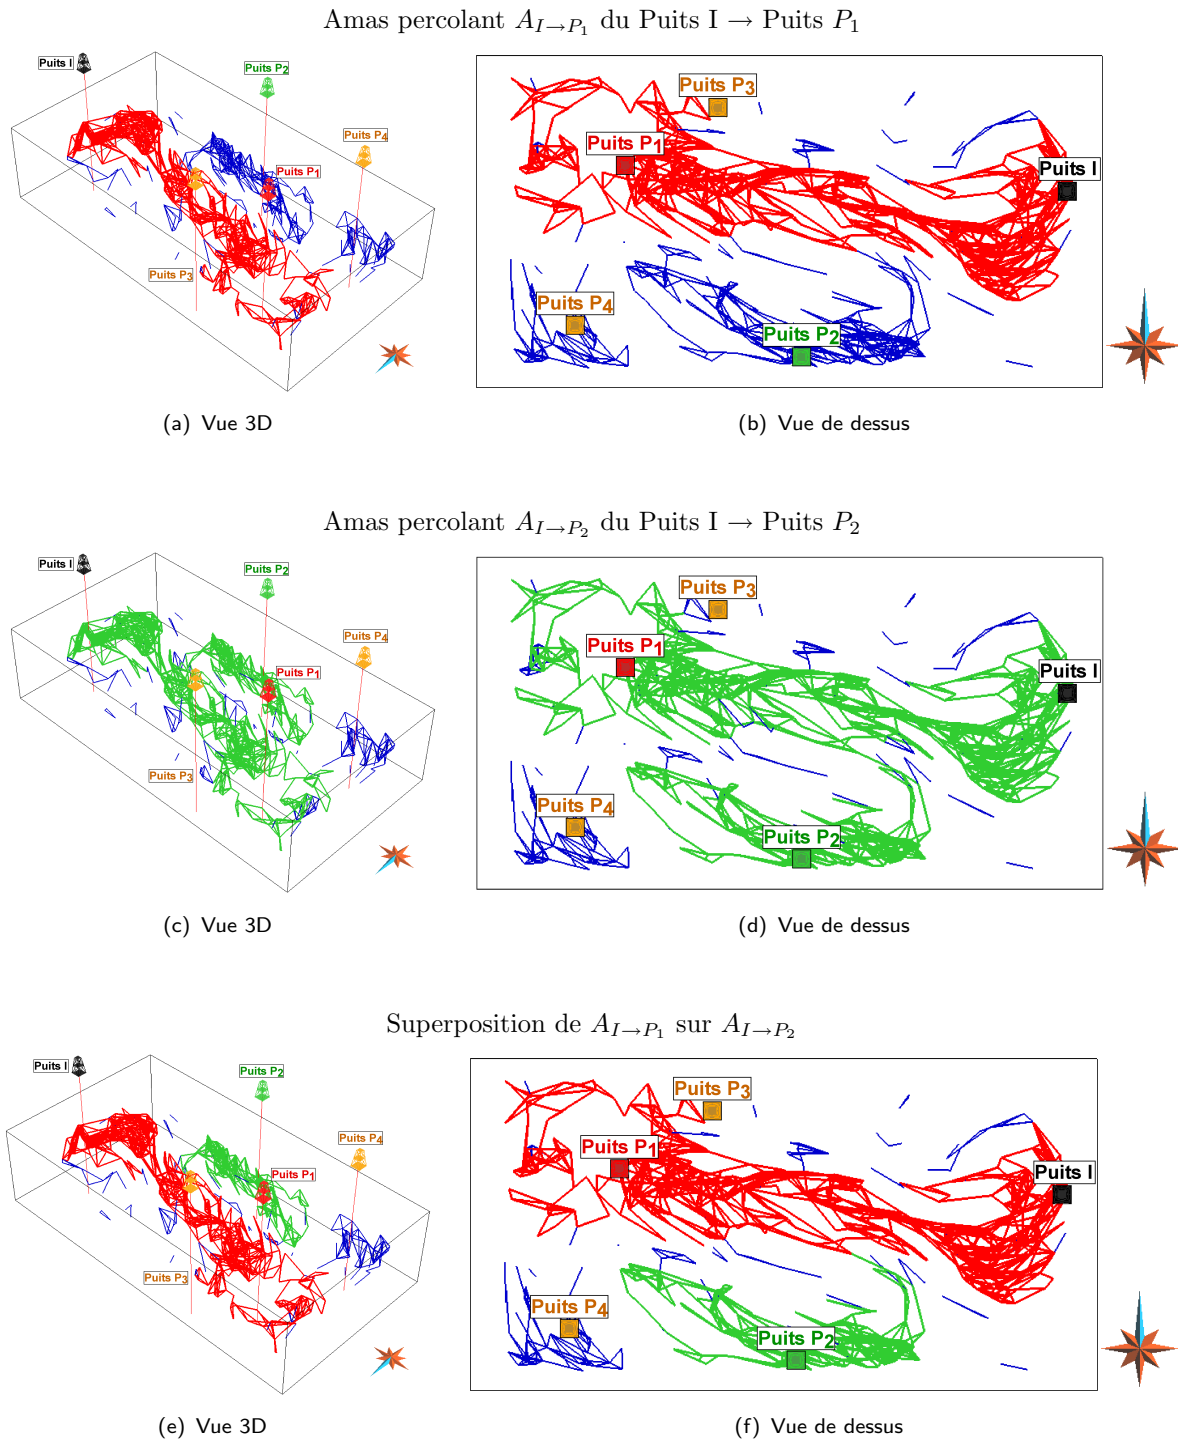 Amas percolant A_{I→P_1} du Puits I → Puits P_1
Puits I
Puits P2
Puits P4
Puits P1
Puits P3
Puits P3
Puits P1
Puits I
Puits P4
Puits P2
(a) Vue 3D
(b) Vue de dessus
Amas percolant A_{I→P_2} du Puits I → Puits P_2
Puits I
Puits P2
Puits P4
Puits P1
Puits P3
Puits P3
Puits P1
Puits I
Puits P4
Puits P2
(c) Vue 3D
(d) Vue de dessus
Superposition de A_{I→P_1} sur A_{I→P_2}
Puits I
Puits P2
Puits P4
Puits P1
Puits P3
Puits P3
Puits P1
Puits I
Puits P4
Puits P2
(e) Vue 3D
(f) Vue de dessus